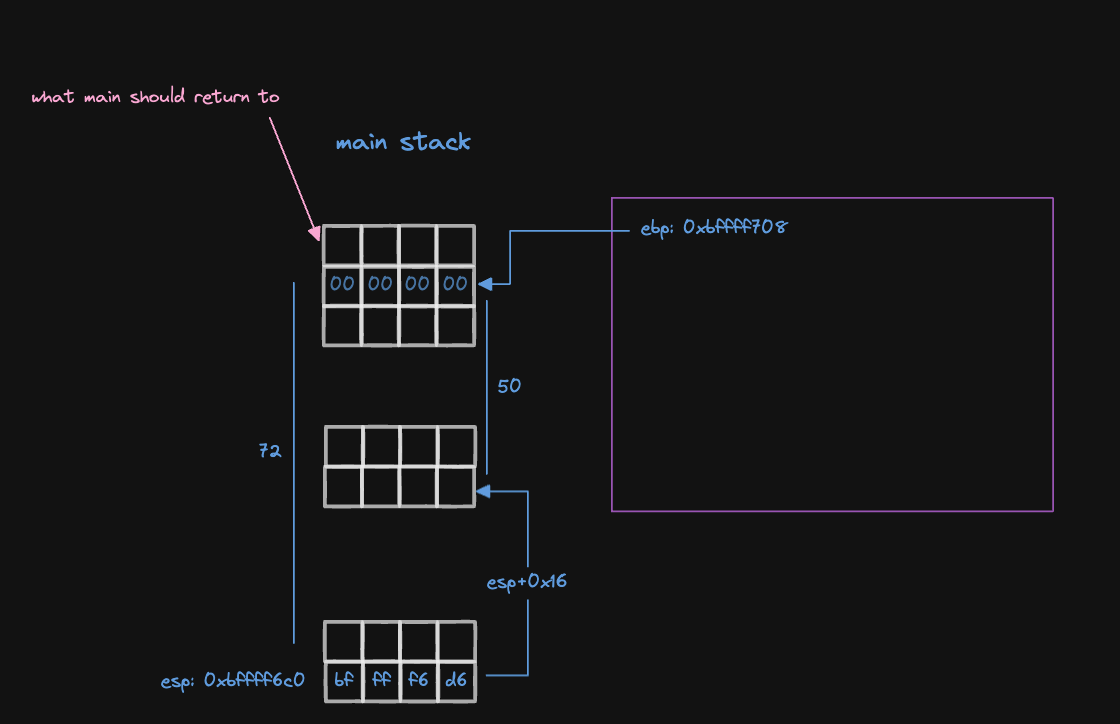 what main should return to
main stack
ebp: 0xbffff708
00 00 00 00
50
72
esp+0x16
esp: 0xbffff6c0
bf ff f6 d6